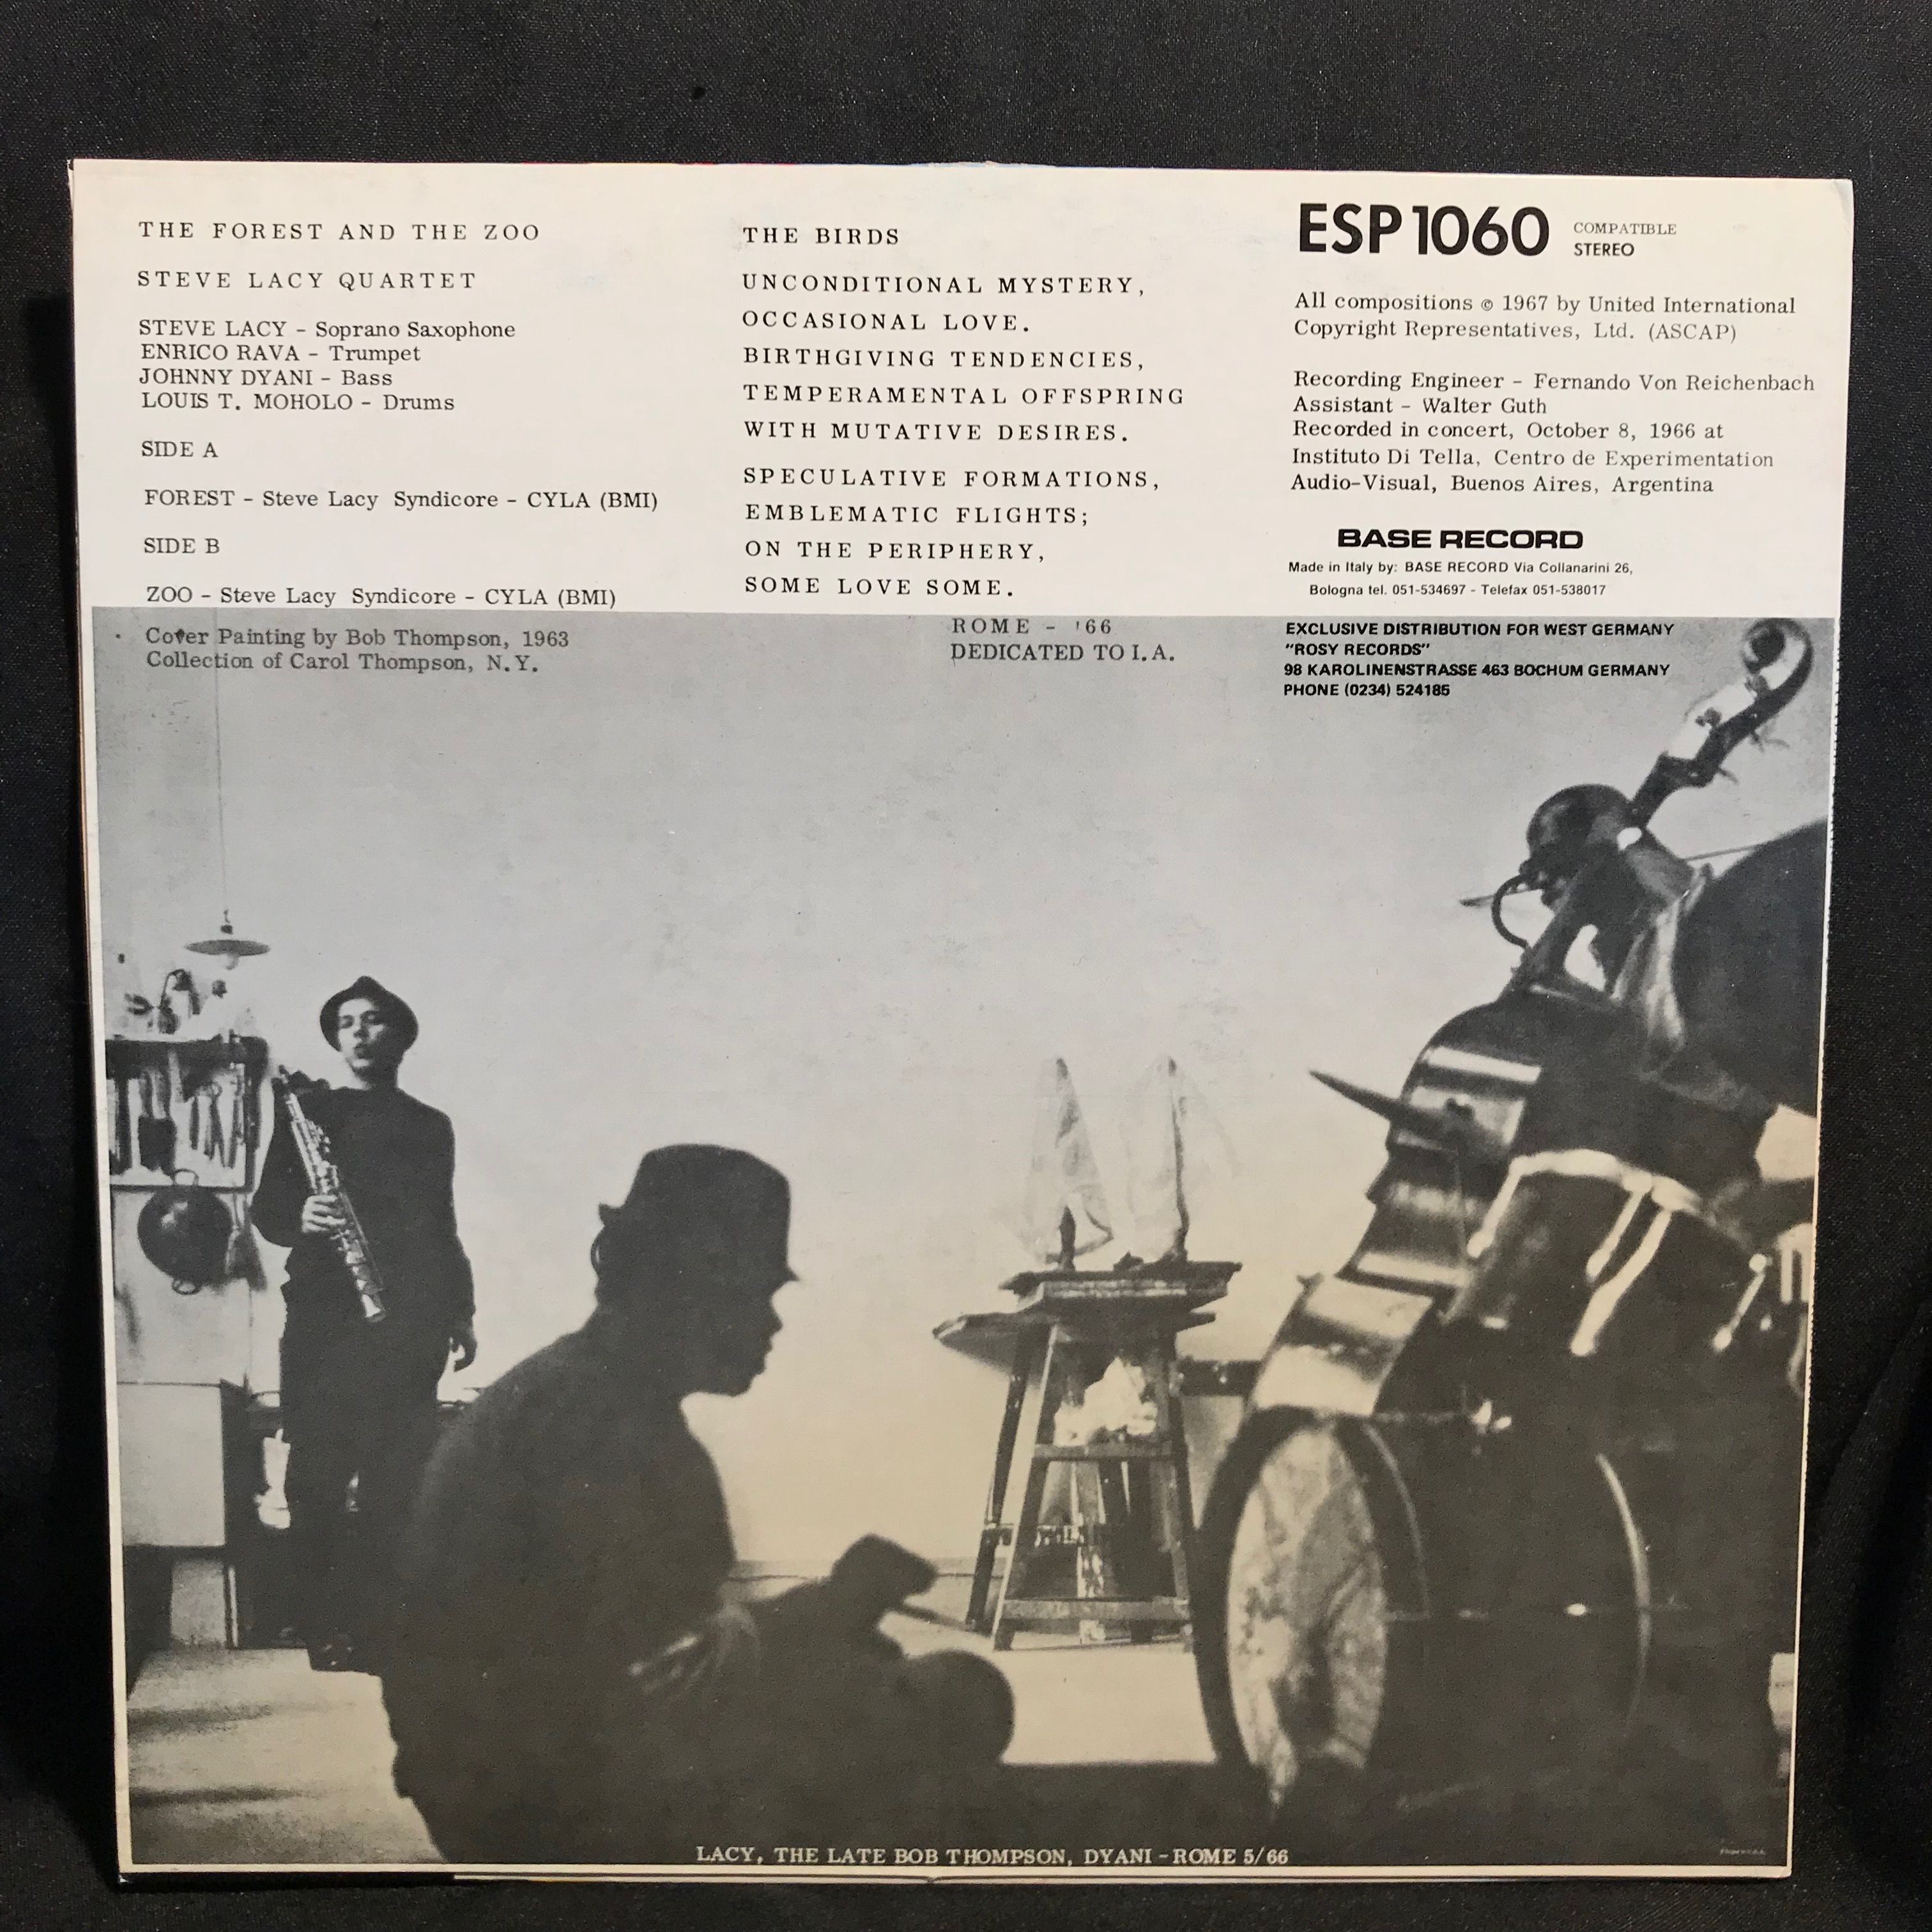 THE FOREST AND THE ZOO
STEVE LACY QUARTET
STEVE LACY - Soprano Saxophone
ENRICO RAVA - Trumpet
JOHNNY DYANI - Bass
LOUIS T. MOHOLO - Drums
SIDE A
FOREST - Steve Lacy Syndicore - CYLA (BMI)
SIDE B
ZOO - Steve Lacy Syndicore - CYLA (BMI)
Cover Painting by Bob Thompson, 1963
Collection of Carol Thompson, N.Y.
THE BIRDS
UNCONDITIONAL MYSTERY,
OCCASIONAL LOVE.
BIRTHGIVING TENDENCIES,
TEMPERAMENTAL OFFSPRING
WITH MUTATIVE DESIRES.
SPECULATIVE FORMATIONS,
EMBLEMATIC FLIGHTS;
ON THE PERIPHERY,
SOME LOVE SOME.
ROME - '66
DEDICATED TO I.A.
ESP 1060
COMPATIBLE
STEREO
All compositions © 1967 by United International
Copyright Representatives, Ltd. (ASCAP)
Recording Engineer - Fernando Von Reichenbach
Assistant - Walter Guth
Recorded in concert, October 8, 1966 at
Instituto Di Tella, Centro de Experimentation
Audio-Visual, Buenos Aires, Argentina
BASE RECORD
Made in Italy by: BASE RECORD Via Collanarini 26,
Bologna tel. 051-534697 - Telefax 051-538017
EXCLUSIVE DISTRIBUTION FOR WEST GERMANY
"ROSY RECORDS"
98 KAROLINENSTRASSE 463 BOCHUM GERMANY
PHONE (0234) 524185
LACY, THE LATE BOB THOMPSON, DYANI - ROME 5/66